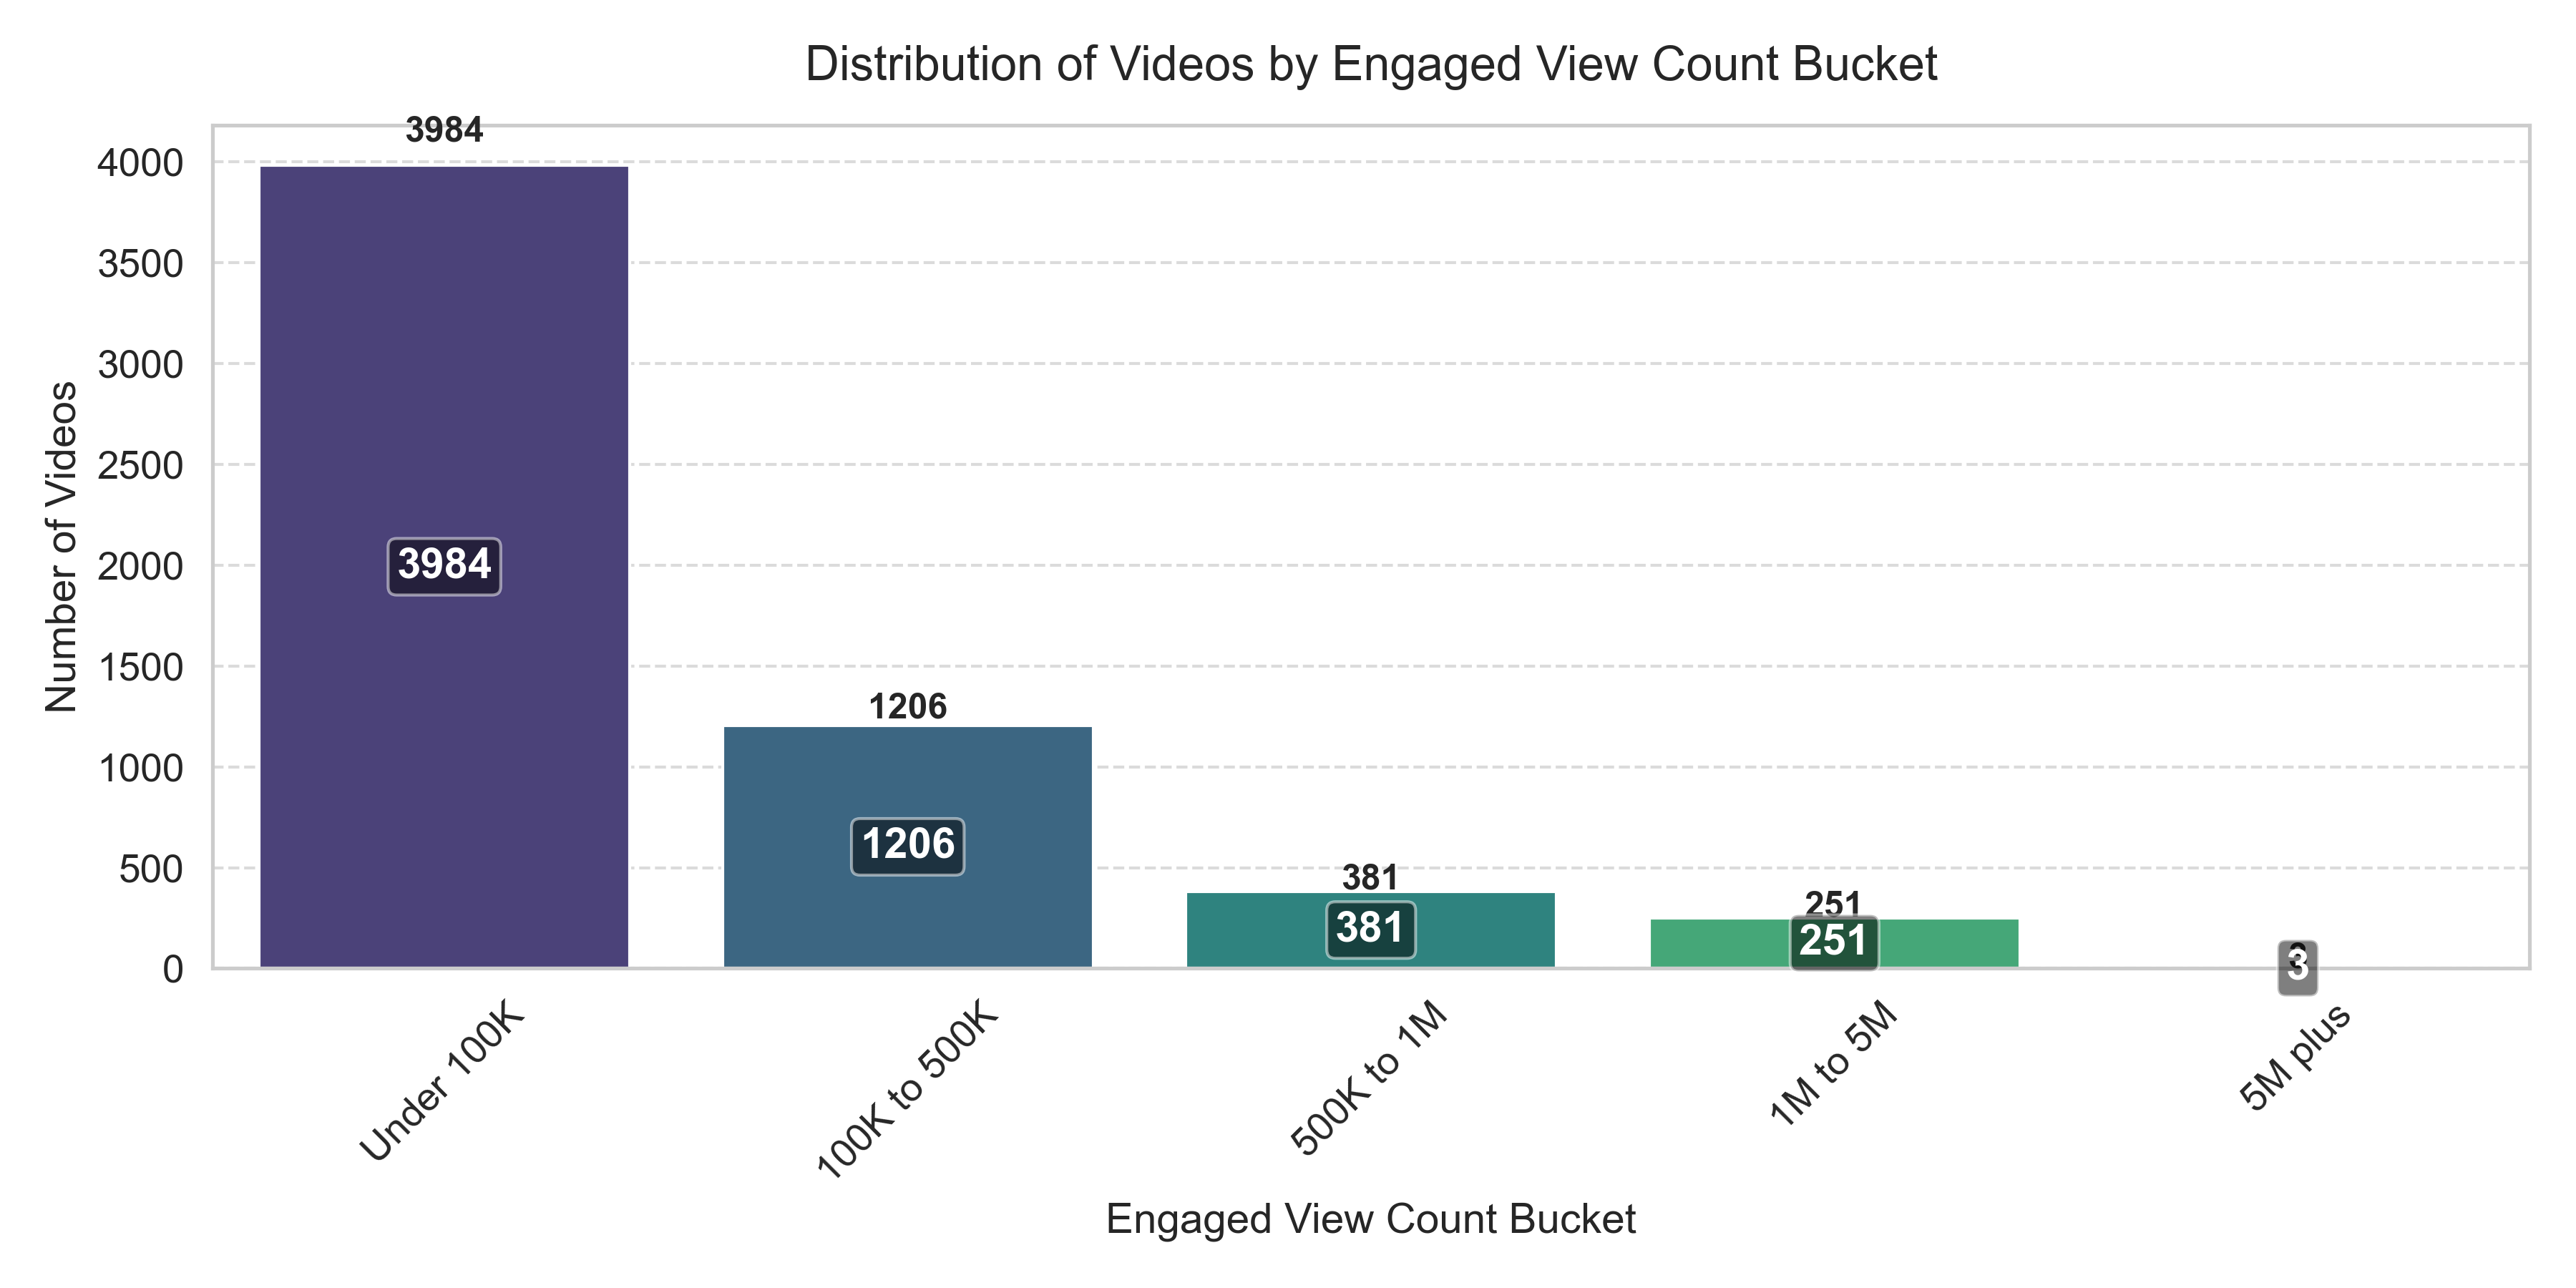 Distribution of Videos by Engaged View Count Bucket
Number of Videos
4000
3500
3000
2500
2000
1500
1000
500
0
3984
3984
1206
1206
381
381
251
251
3
3
Under 100K
100K to 500K
500K to 1M
1M to 5M
5M plus
Engaged View Count Bucket